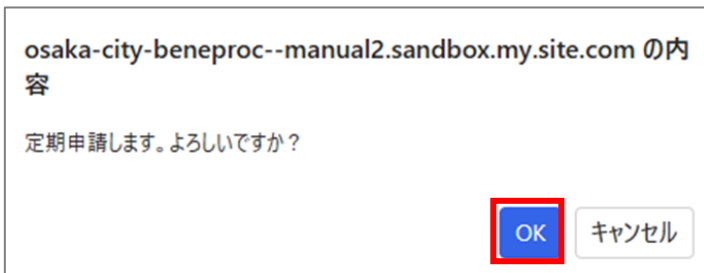 osaka-city-beneproc--manual2.sandbox.my.site.com の内
容
定期申請します。よろしいですか？
OK
キャンセル